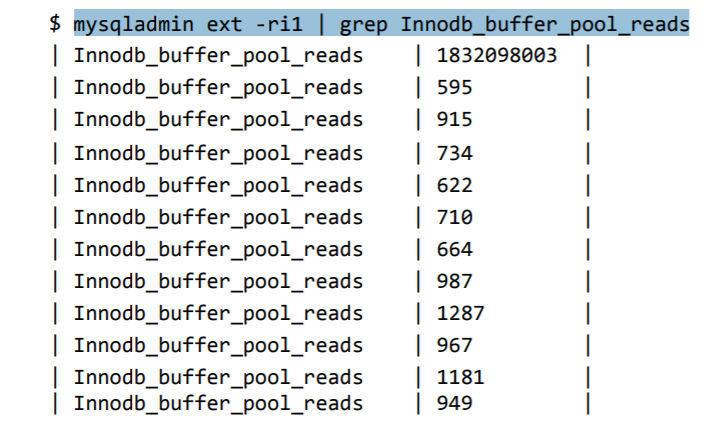 $ mysqladmin ext -ri1 | grep Innodb_buffer_pool_reads
| Innodb_buffer_pool_reads | 1832098003 |
| Innodb_buffer_pool_reads | 595 |
| Innodb_buffer_pool_reads | 915 |
| Innodb_buffer_pool_reads | 734 |
| Innodb_buffer_pool_reads | 622 |
| Innodb_buffer_pool_reads | 710 |
| Innodb_buffer_pool_reads | 664 |
| Innodb_buffer_pool_reads | 987 |
| Innodb_buffer_pool_reads | 1287 |
| Innodb_buffer_pool_reads | 967 |
| Innodb_buffer_pool_reads | 1181 |
| Innodb_buffer_pool_reads | 949 |